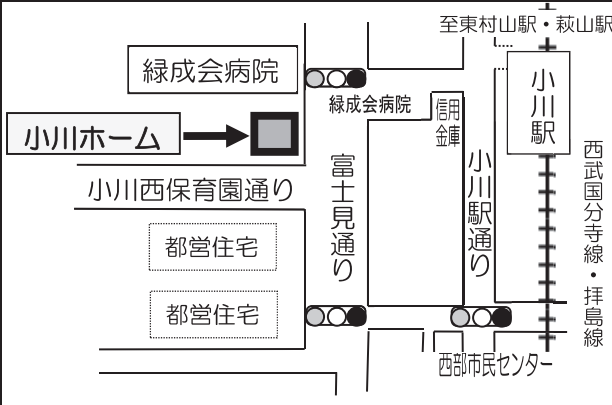 至東村山駅・萩山駅
緑成会病院
小川駅
緑成会病院
信用
金庫
小川ホーム
小川西保育園通り
富士見通り
小川駅通り
西武国分寺線・拝島線
都営住宅
都営住宅
西部市民センター